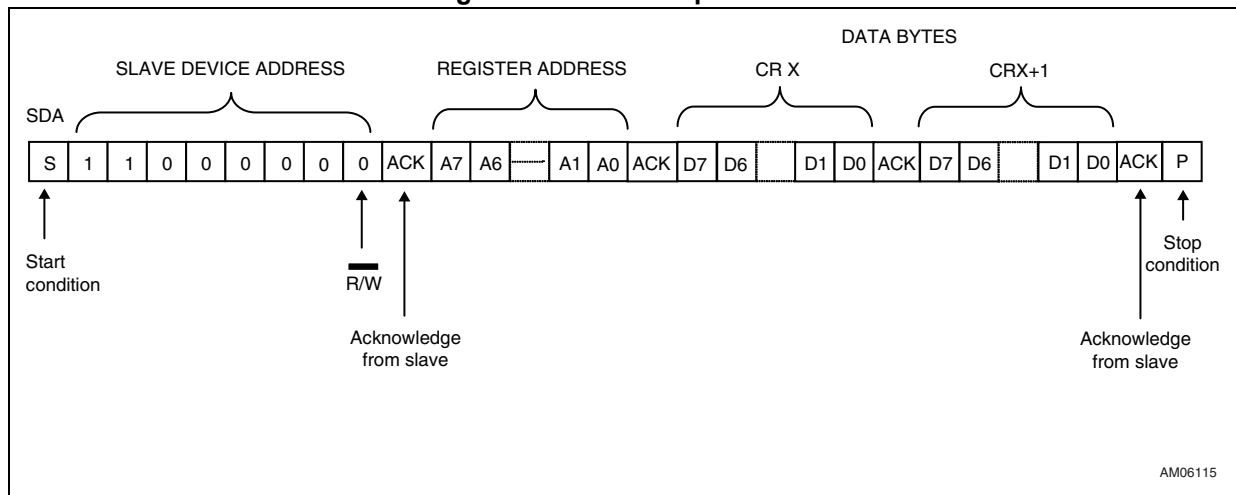 DATA BYTES
SLAVE DEVICE ADDRESS REGISTER ADDRESS CR X CRX+1
SDA
S 1 1 0 0 0 0 0 0 ACK A7 A6 A1 A0 ACK D7 D6 D1 D0 ACK D7 D6 D1 D0 ACK P
Start
condition
R/W
Acknowledge
from slave
Stop
condition
Acknowledge
from slave
AM06115